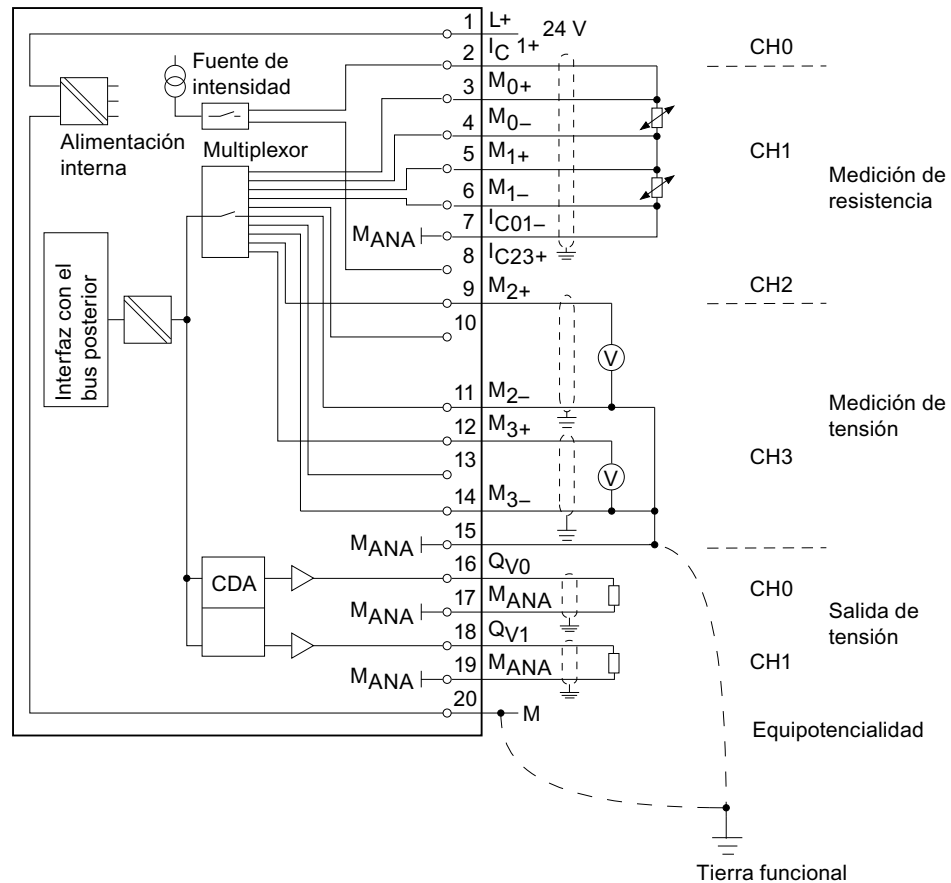 1 L+ 24 V
2 IC 1+
3 M0+
4 M0–
5 M1+
6 M1–
7 IC01–
8 IC23+
9 M2+
10
11 M2–
12 M3+
13
14 M3–
15
16 QV0
17 MANA
18 QV1
19 MANA
20 M
Fuente de
intensidad
Alimentación
interna
Multiplexor
MANA
Interfaz con el
bus posterior
MANA
CDA
MANA
MANA
V
V
CH0
CH1
Medición de
resistencia
CH2
Medición de
tensión
CH3
CH0
Salida de
tensión
CH1
Equipotencialidad
Tierra funcional